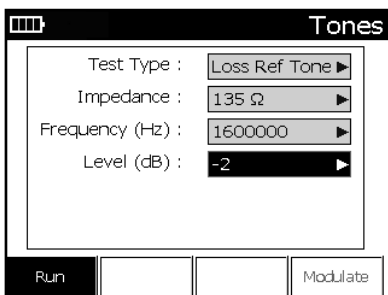 Tones
Test Type : Loss Ref Tone ▶
Impedance : 135 Ω ▶
Frequency (Hz) : 1600000 ▶
Level (dB) : -2 ▶
Run Modulate